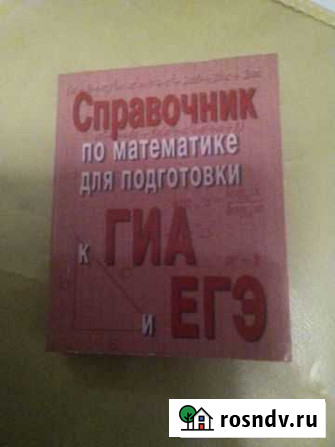 Справочник
по математике
для подготовки
к ГИА
и ЕГЭ
rosndv.ru